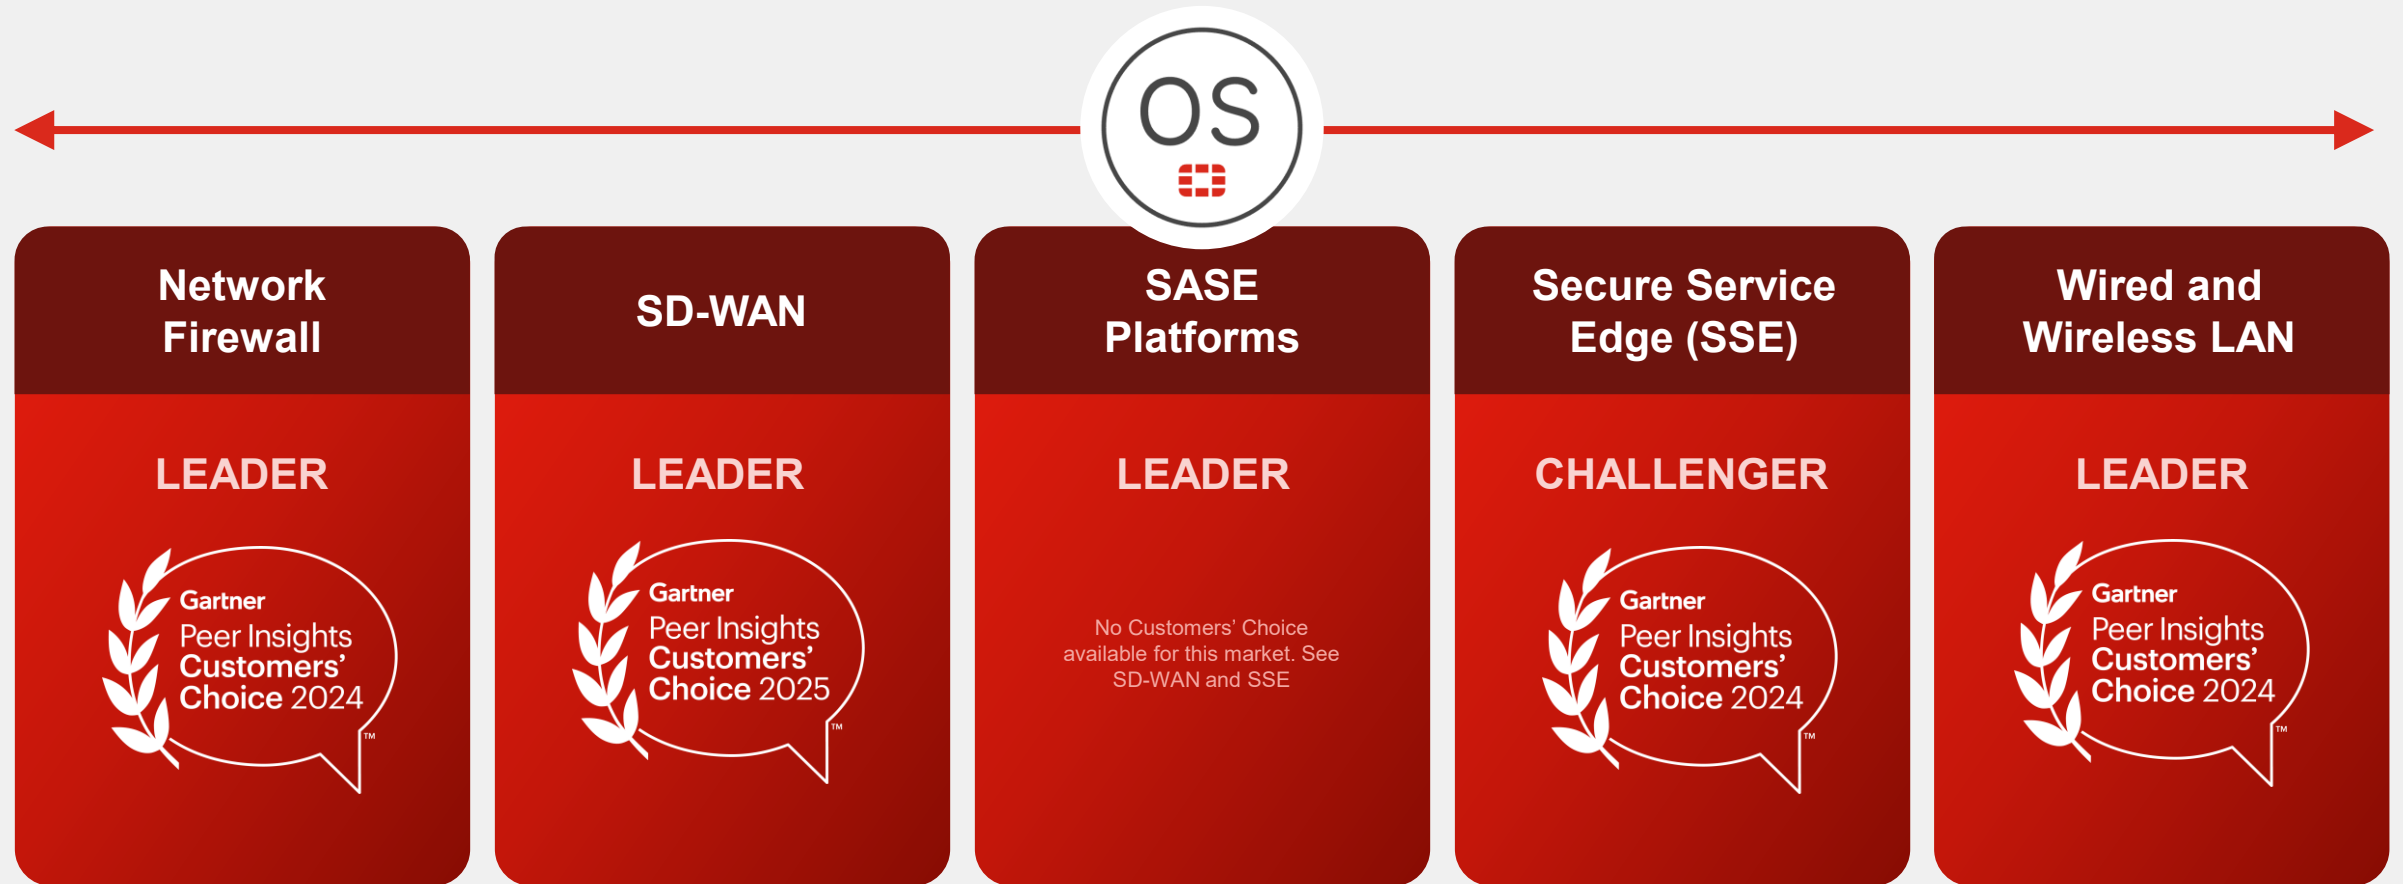 OS
Network
Firewall
LEADER
Gartner
Peer Insights
Customers’
Choice 2024
™
SD-WAN
LEADER
Gartner
Peer Insights
Customers’
Choice 2025
™
SASE
Platforms
LEADER
No Customers’ Choice
available for this market. See
SD-WAN and SSE
Secure Service
Edge (SSE)
CHALLENGER
Gartner
Peer Insights
Customers’
Choice 2024
™
Wired and
Wireless LAN
LEADER
Gartner
Peer Insights
Customers’
Choice 2024
™